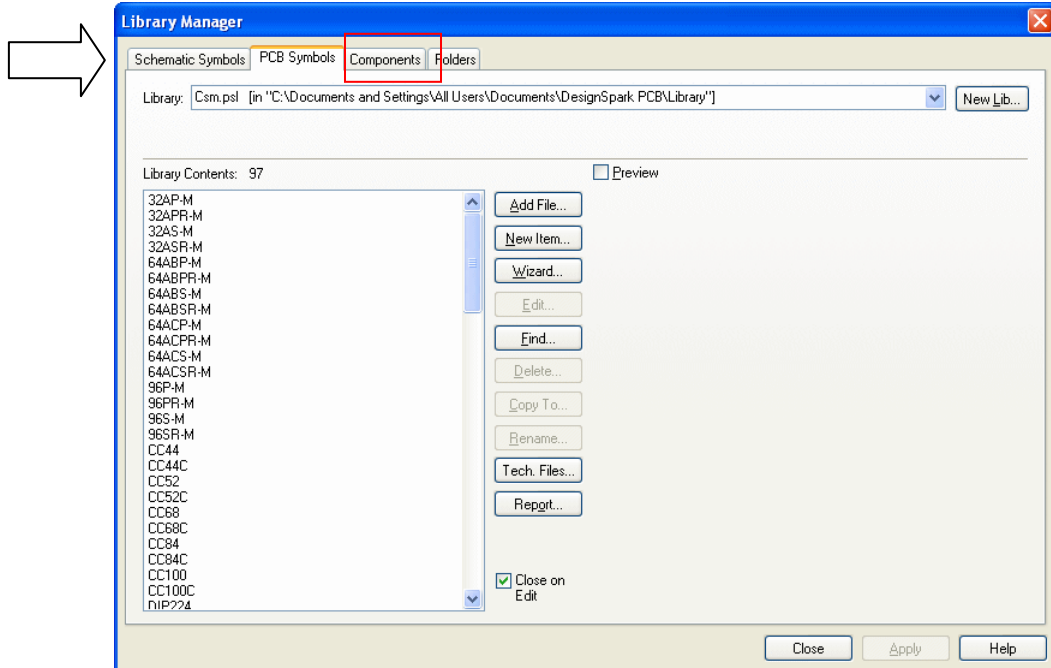 Library Manager
Schematic Symbols PCB Symbols Components Folders
Library: Csm.psl [in "C:\Documents and Settings\All Users\Documents\DesignSpark PCB\Library"] New Lib...
Library Contents: 97 Preview
32AP-M
32APR-M
32AS-M
32ASR-M
64ABP-M
64ABPR-M
64ABS-M
64ABSR-M
64ACP-M
64ACPR-M
64ACS-M
64ACSR-M
96P-M
96PR-M
96S-M
96SR-M
CC44
CC44C
CC52
CC52C
CC68
CC68C
CC84
CC84C
CC100
CC100C
DIP224
Add File...
New Item...
Wizard...
Edit...
Find...
Delete...
Copy To...
Rename...
Tech. Files...
Report...
Close on
Edit
Close Apply Help